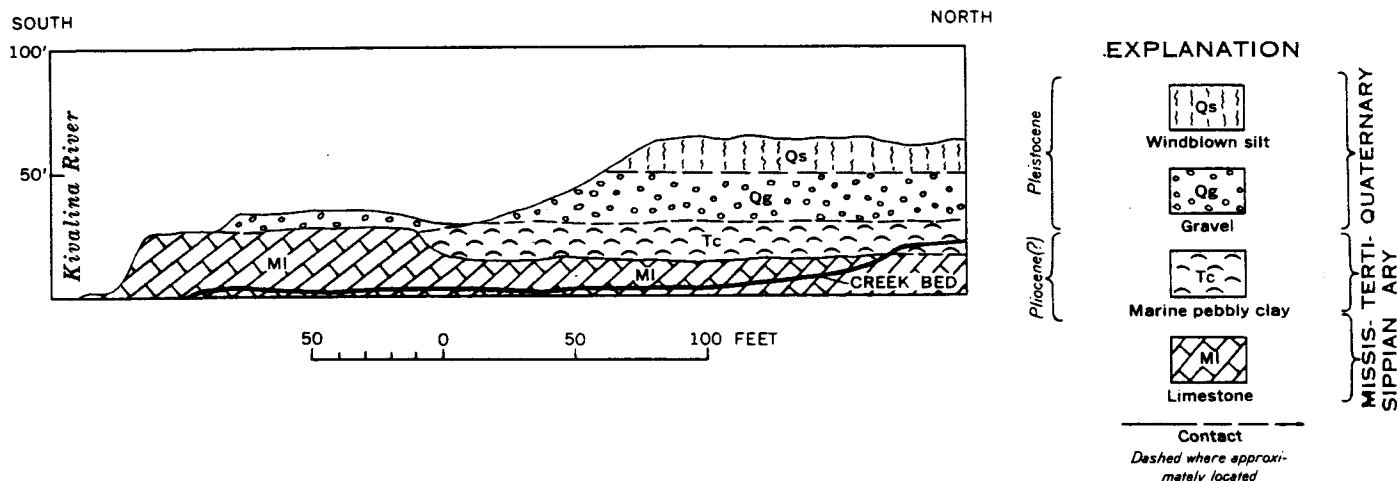 SOUTH
NORTH
100'
50'
0
Kivalina River
Qs
Qg
Tc
Ml
Ml
CREEK BED
50 0 50 100 FEET
EXPLANATION
Qs
Windblown silt
Qg
Gravel
Tc
Marine pebbly clay
Ml
Limestone
Contact
Dashed where approxi-
mately located
Pleistocene
Pliocene(?)
QUATERNARY
TERTI-
ARY
MISSIS-
SIPPIAN